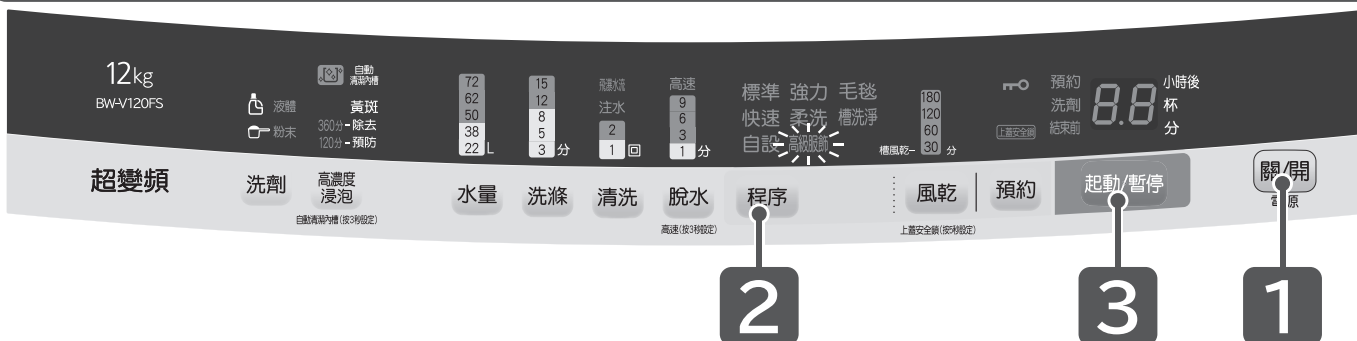 12kg
BW-V120FS
自動
清潔內槽
液體
粉末
黃斑
360分-除去
120分-預防
72
62
50
38
22 L
15
12
8
5
3 分
飛瀑水流
注水
2
1 回
高速
9
6
3
1 分
標準 強力 毛毯
快速 柔洗 槽洗淨
自設 高級服飾
180
120
60
槽風乾- 30 分
上蓋安全鎖
預約
洗劑
結束前
8.8
小時後
杯
分
超變頻
洗劑
高濃度
浸泡
自動清潔內槽(按3秒設定)
水量
洗滌
清洗
脫水
高速(按3秒設定)
程序
風乾
上蓋安全鎖(按5秒設定)
預約
起動/暫停
關/開
電源
2
3
1